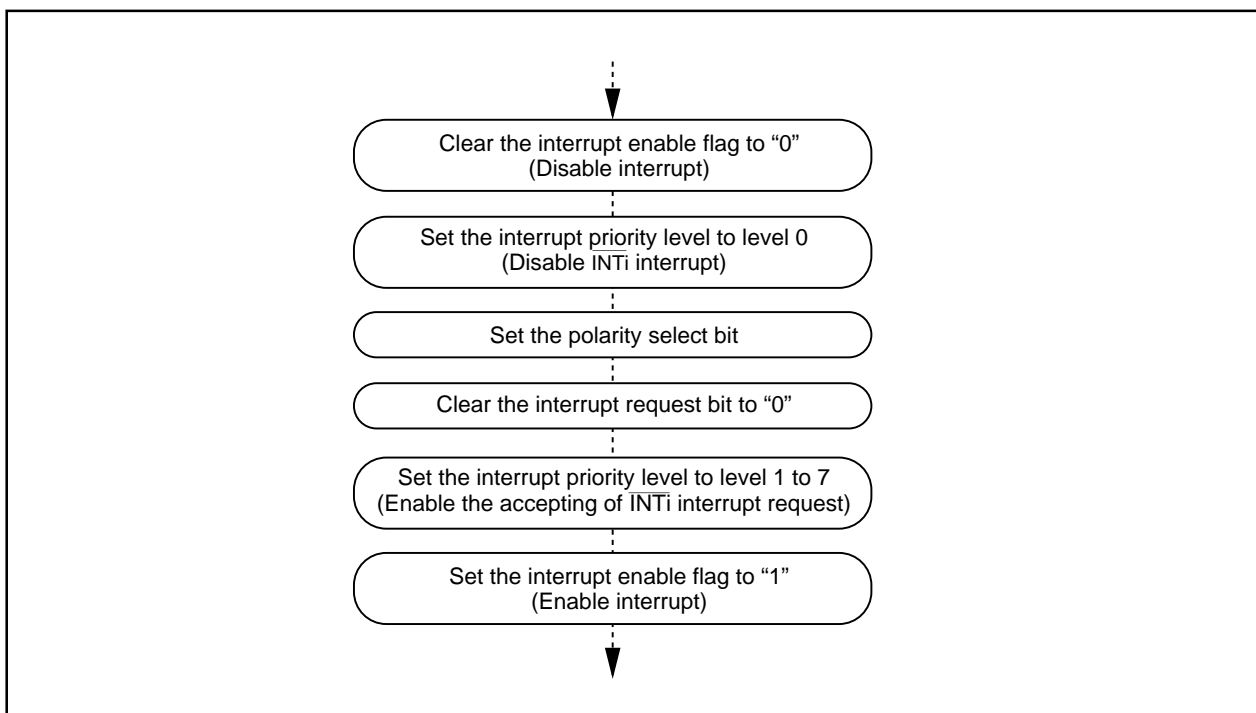 Clear the interrupt enable flag to “0”
(Disable interrupt)
Set the interrupt priority level to level 0
(Disable I̅N̅T̅i̅ interrupt)
Set the polarity select bit
Clear the interrupt request bit to “0”
Set the interrupt priority level to level 1 to 7
(Enable the accepting of I̅N̅T̅i̅ interrupt request)
Set the interrupt enable flag to “1”
(Enable interrupt)